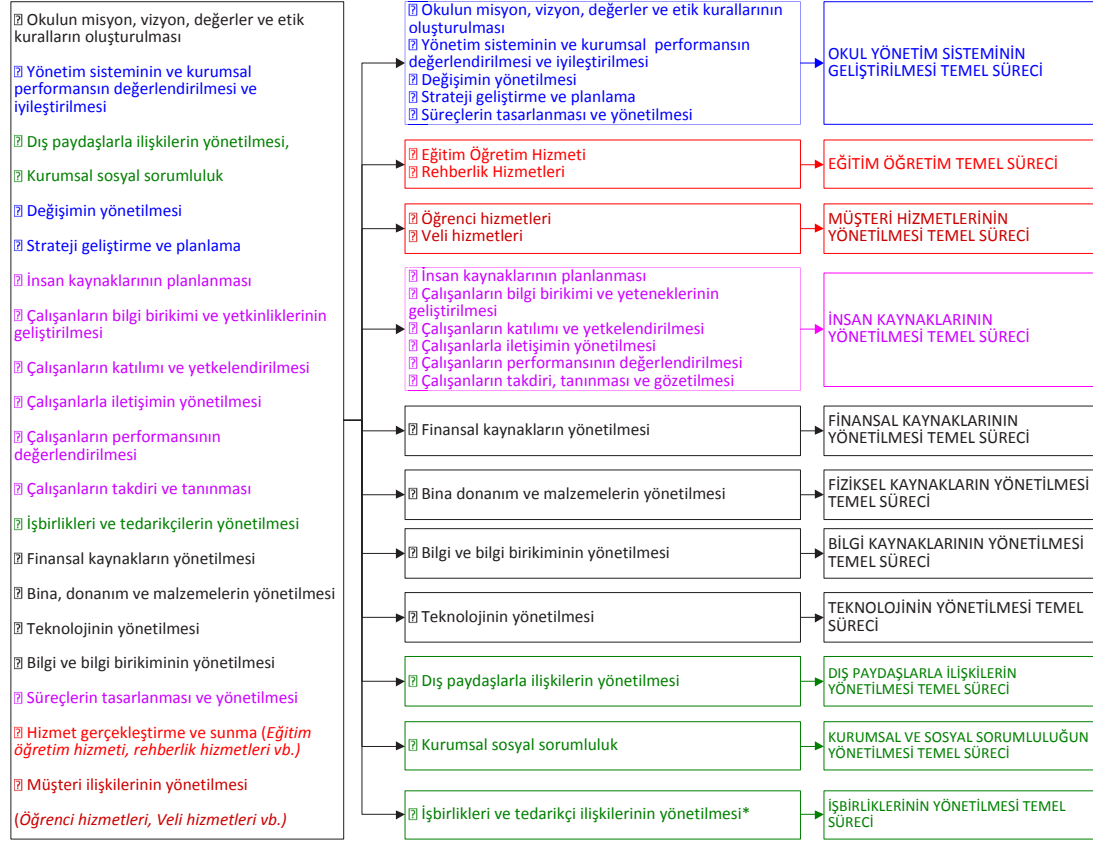 Okulun misyon, vizyon, değerler ve etik
kuralların oluşturulması
Yönetim sisteminin ve kurumsal
performansın değerlendirilmesi ve
iyileştirilmesi
Dış paydaşlarla ilişkilerin yönetilmesi,
Kurumsal sosyal sorumluluk
Değişimin yönetilmesi
Strateji geliştirme ve planlama
İnsan kaynaklarının planlanması
Çalışanların bilgi birikimi ve yetkinliklerinin
geliştirilmesi
Çalışanların katılımı ve yetkelendirilmesi
Çalışanlarla iletişimin yönetilmesi
Çalışanların performansının
değerlendirilmesi
Çalışanların takdiri ve tanınması
İşbirlikleri ve tedarikçilerin yönetilmesi
Finansal kaynakların yönetilmesi
Bina, donanım ve malzemelerin yönetilmesi
Teknolojinin yönetilmesi
Bilgi ve bilgi birikiminin yönetilmesi
Süreçlerin tasarlanması ve yönetilmesi
Hizmet gerçekleştirme ve sunma (Eğitim
öğretim hizmeti, rehberlik hizmetleri vb.)
Müşteri ilişkilerinin yönetilmesi
(Öğrenci hizmetleri, Veli hizmetleri vb.)
Okulun misyon, vizyon, değerler ve etik kurallarının
oluşturulması
Yönetim sisteminin ve kurumsal performansın
değerlendirilmesi ve iyileştirilmesi
Değişimin yönetilmesi
Strateji geliştirme ve planlama
Süreçlerin tasarlanması ve yönetilmesi
OKUL YÖNETİM SİSTEMİNİN
GELİŞTİRİLMESİ TEMEL SÜRECİ
Eğitim Öğretim Hizmeti
Rehberlik Hizmetleri
EĞİTİM ÖĞRETİM TEMEL SÜRECİ
Öğrenci hizmetleri
Veli hizmetleri
MÜŞTERİ HİZMETLERİNİN
YÖNETİLMESİ TEMEL SÜRECİ
İnsan kaynaklarının planlanması
Çalışanların bilgi birikimi ve yeteneklerinin
geliştirilmesi
Çalışanların katılımı ve yetkelendirilmesi
Çalışanlarla iletişimin yönetilmesi
Çalışanların performansının değerlendirilmesi
Çalışanların takdiri, tanınması ve gözetilmesi
İNSAN KAYNAKLARININ
YÖNETİLMESİ TEMEL SÜRECİ
Finansal kaynakların yönetilmesi
FİNANSAL KAYNAKLARININ
YÖNETİLMESİ TEMEL SÜRECİ
Bina donanım ve malzemelerin yönetilmesi
FİZİKSEL KAYNAKLARIN YÖNETİLMESİ
TEMEL SÜRECİ
Bilgi ve bilgi birikiminin yönetilmesi
BİLGİ KAYNAKLARININ YÖNETİLMESİ
TEMEL SÜRECİ
Teknolojinin yönetilmesi
TEKNOLOJİNİN YÖNETİLMESİ TEMEL
SÜRECİ
Dış paydaşlarla ilişkilerin yönetilmesi
DIŞ PAYDAŞLARLA İLİŞKİLERİN
YÖNETİLMESİ TEMEL SÜRECİ
Kurumsal sosyal sorumluluk
KURUMSAL VE SOSYAL SORUMLULUĞUN
YÖNETİLMESİ TEMEL SÜRECİ
İşbirlikleri ve tedarikçi ilişkilerinin yönetilmesi*
İŞBİRLİKLERİNİN YÖNETİLMESİ TEMEL
SÜRECİ